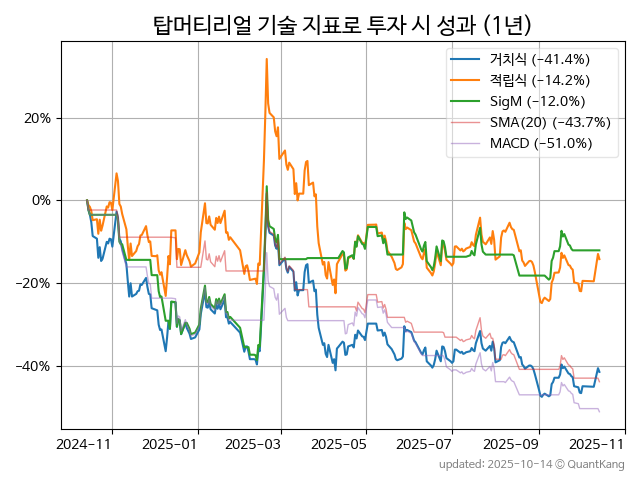 탑머티리얼 기술 지표로 투자 시 성과 (1년)
거치식 (−41.4%)
적립식 (−14.2%)
SigM (−12.0%)
SMA(20) (−43.7%)
MACD (−51.0%)
20%
0%
−20%
−40%
2024-11 2025-01 2025-03 2025-05 2025-07 2025-09 2025-11
updated: 2025-10-14 © QuantKang